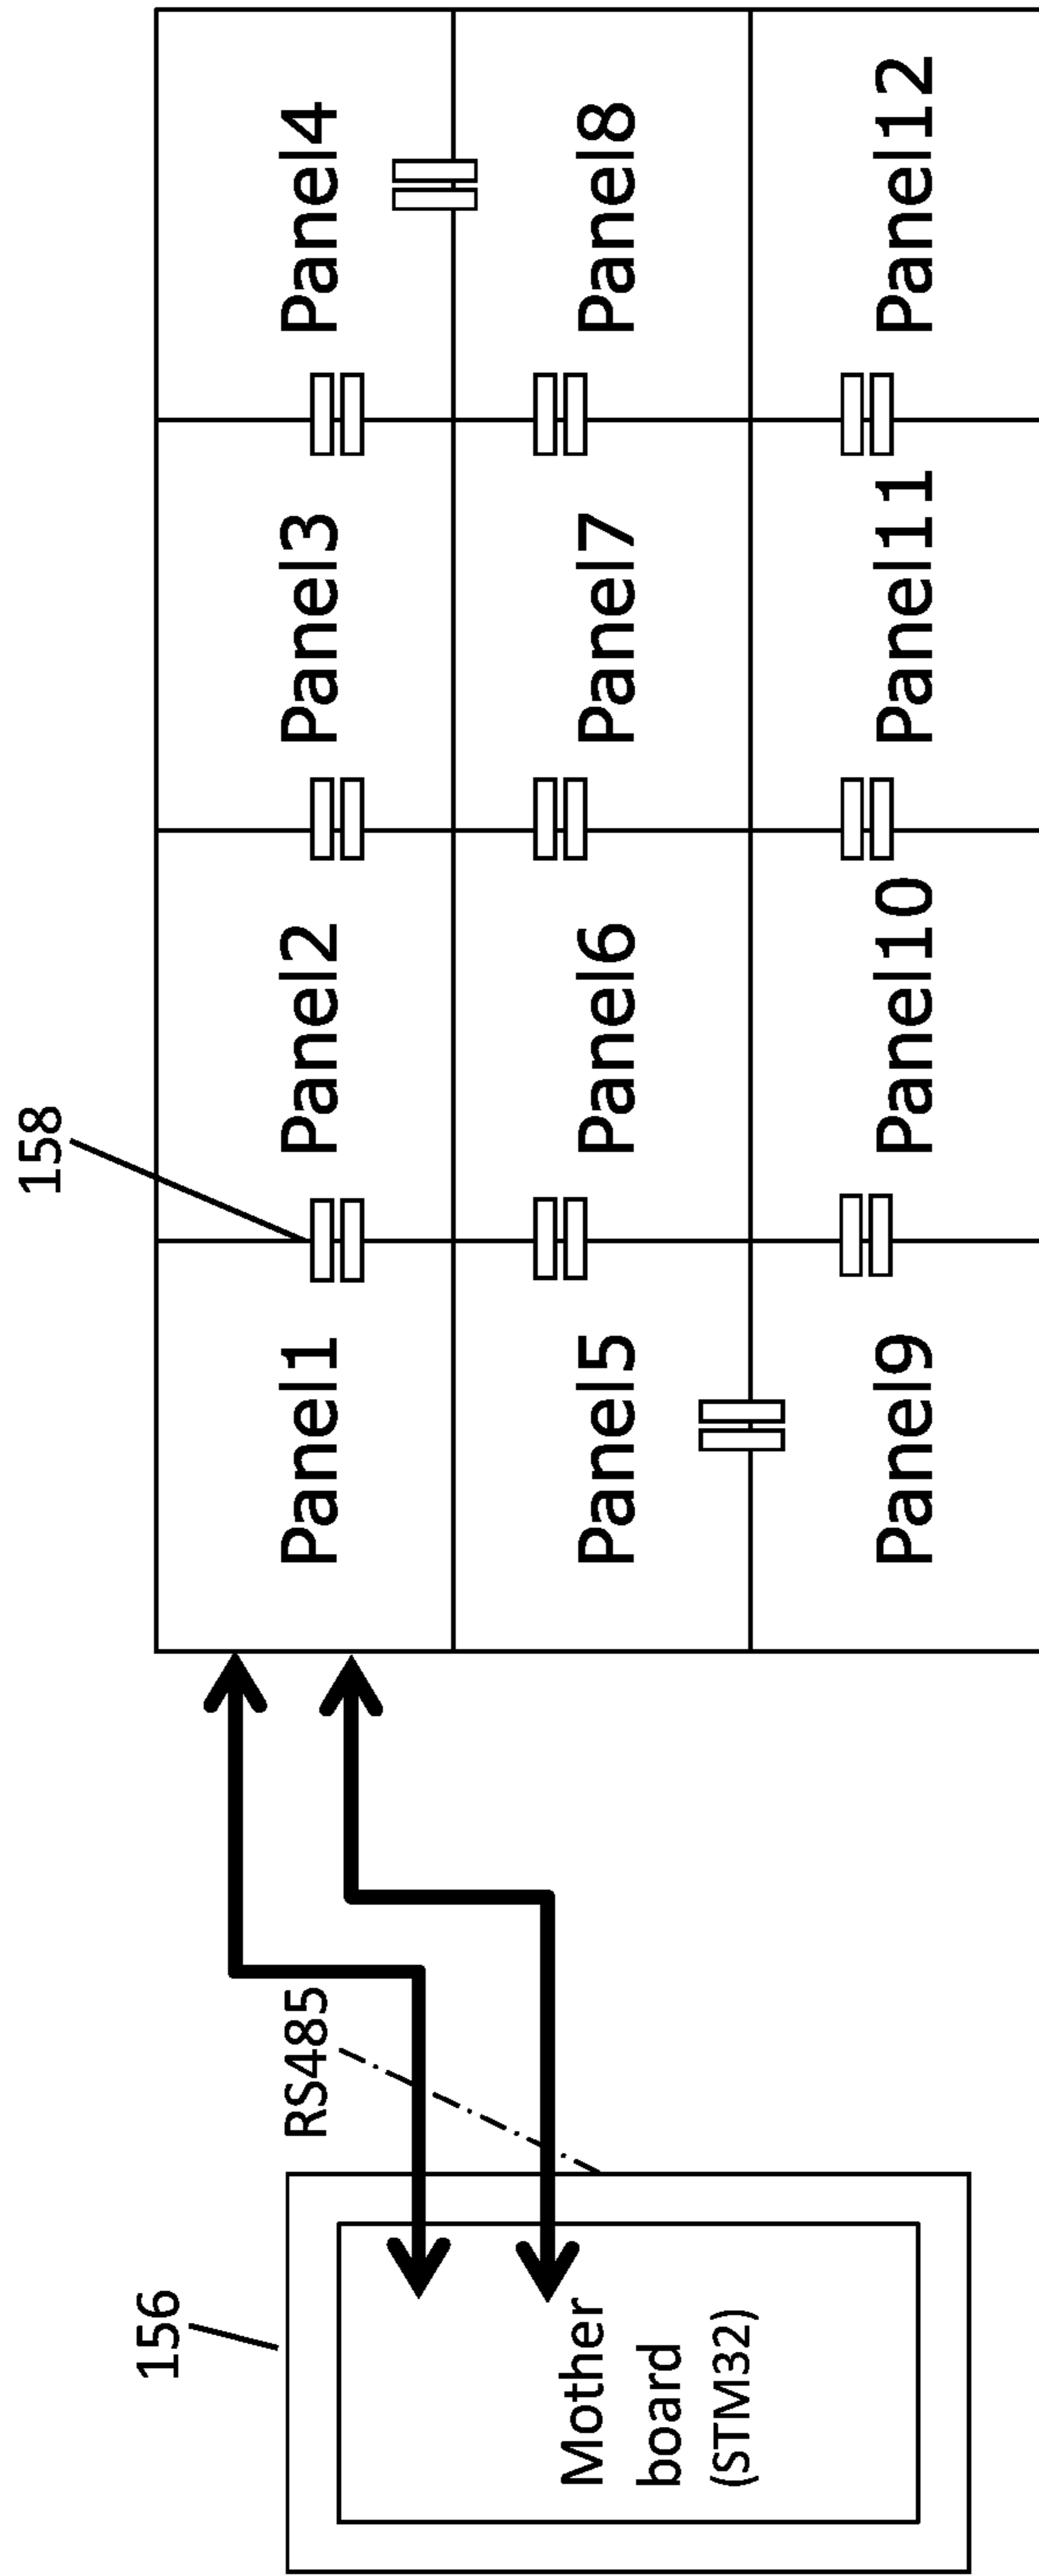 158
Panel1
Panel2
Panel3
Panel4
Panel5
Panel6
Panel7
Panel8
Panel9
Panel10
Panel11
Panel12
156
RS485
Mother
board
(STM32)